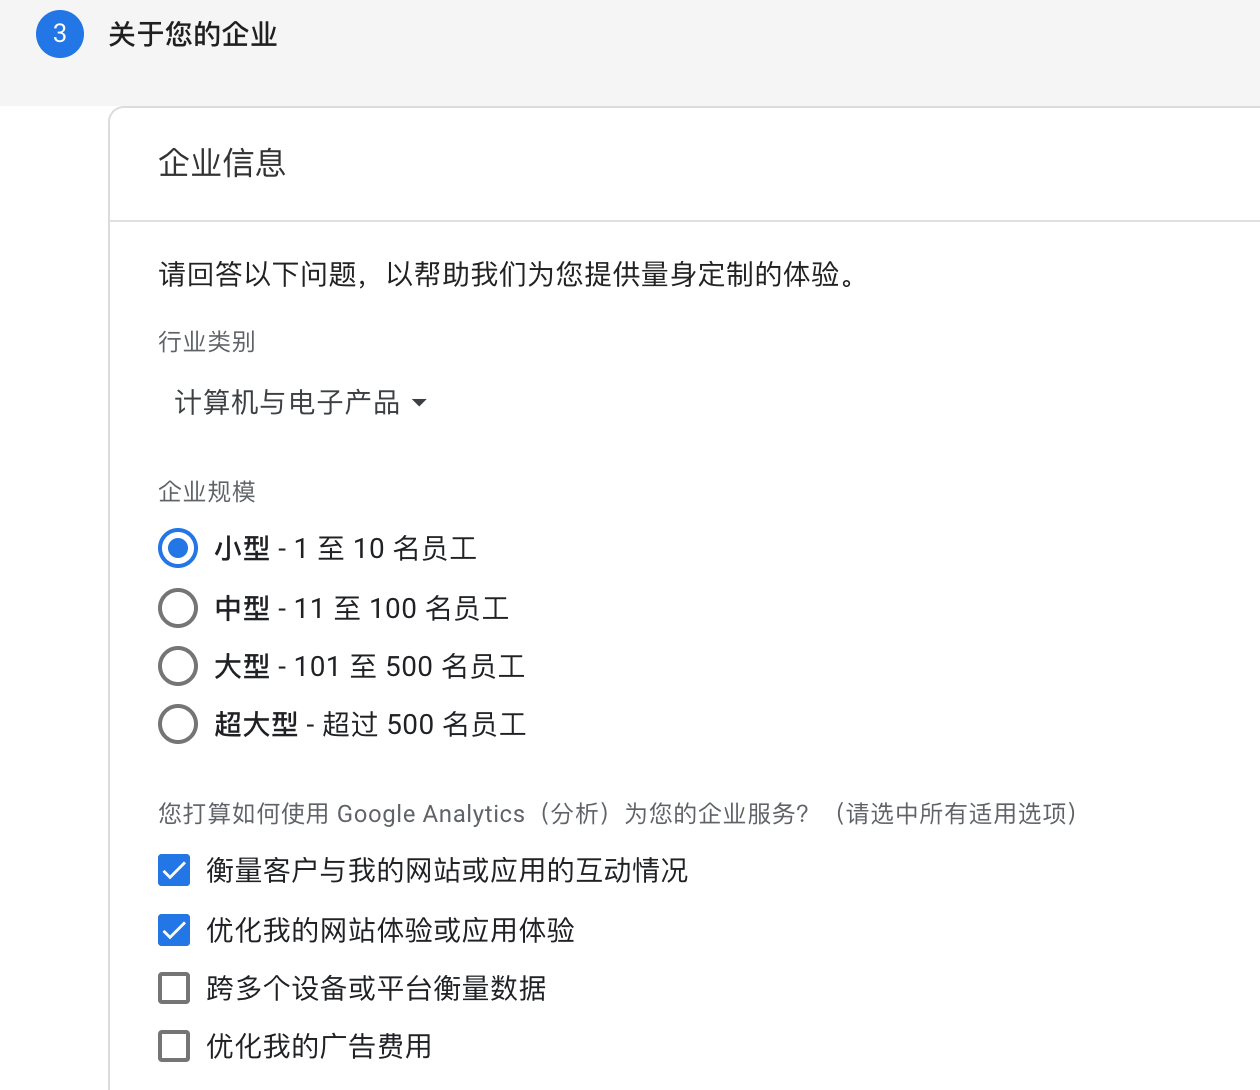 3 关于您的企业
企业信息
请回答以下问题，以帮助我们为您提供量身定制的体验。
行业类别
计算机与电子产品
企业规模
小型 - 1 至 10 名员工
中型 - 11 至 100 名员工
大型 - 101 至 500 名员工
超大型 - 超过 500 名员工
您打算如何使用 Google Analytics（分析）为您的企业服务？（请选中所有适用选项）
衡量客户与我的网站或应用的互动情况
优化我的网站体验或应用体验
跨多个设备或平台衡量数据
优化我的广告费用